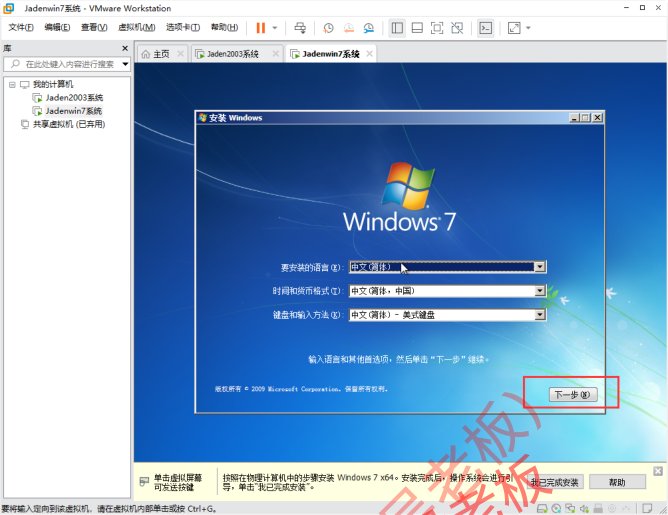 Jadenwin7系统 - VMware Workstation
文件(F) 编辑(E) 查看(V) 虚拟机(M) 选项卡(T) 帮助(H)
库
在此处键入内容进行搜索
我的计算机
Jaden2003系统
Jadenwin7系统
共享虚拟机 (已弃用)
主页 Jaden2003系统 Jadenwin7系统
安装 Windows
Windows 7
要安装的语言(E): 中文(简体)
时间和货币格式(T): 中文(简体，中国)
键盘和输入方法(K): 中文(简体) - 美式键盘
输入语言和其他首选项，然后单击“下一步”继续。
版权所有 © 2009 Microsoft Corporation。保留所有权利。
下一步(N)
单击虚拟屏幕
可发送按键
按照在物理计算机中的步骤安装 Windows 7 x64。安装完成后，操作系统会进行引
导，单击“我已完成安装”。
我已完成安装 帮助
要将输入定向到该虚拟机，请在虚拟机内部单击或按 Ctrl+G。
老板）
老板